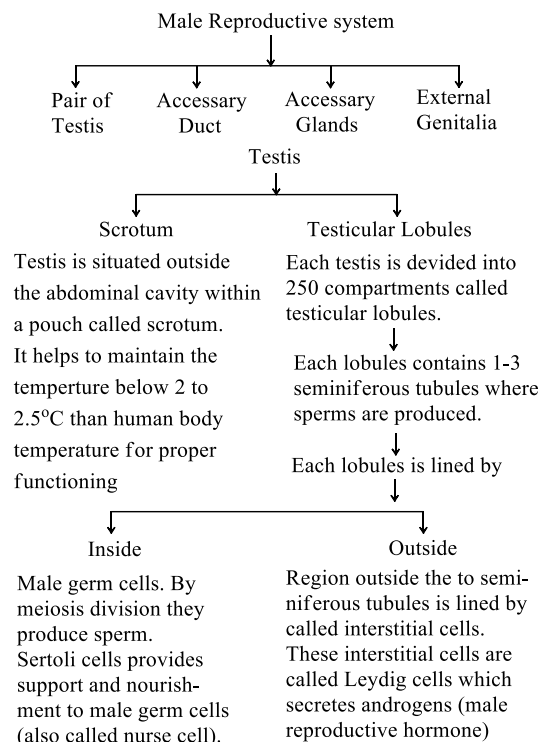 Male Reproductive system
Pair of Testis
Accessary Duct
Accessary Glands
External Genitalia
Testis
Scrotum
Testis is situated outside
the abdominal cavity within
a pouch called scrotum.
It helps to maintain the
temperture below 2 to
2.5°C than human body
temperature for proper
functioning
Testicular Lobules
Each testis is devided into
250 compartments called
testicular lobules.
Each lobules contains 1-3
seminiferous tubules where
sperms are produced.
Each lobules is lined by
Inside
Male germ cells. By
meiosis division they
produce sperm.
Sertoli cells provides
support and nourish-
ment to male germ cells
(also called nurse cell).
Outside
Region outside the to semi-
niferous tubules is lined by
called interstitial cells.
These interstitial cells are
called Leydig cells which
secretes androgens (male
reproductive hormone)